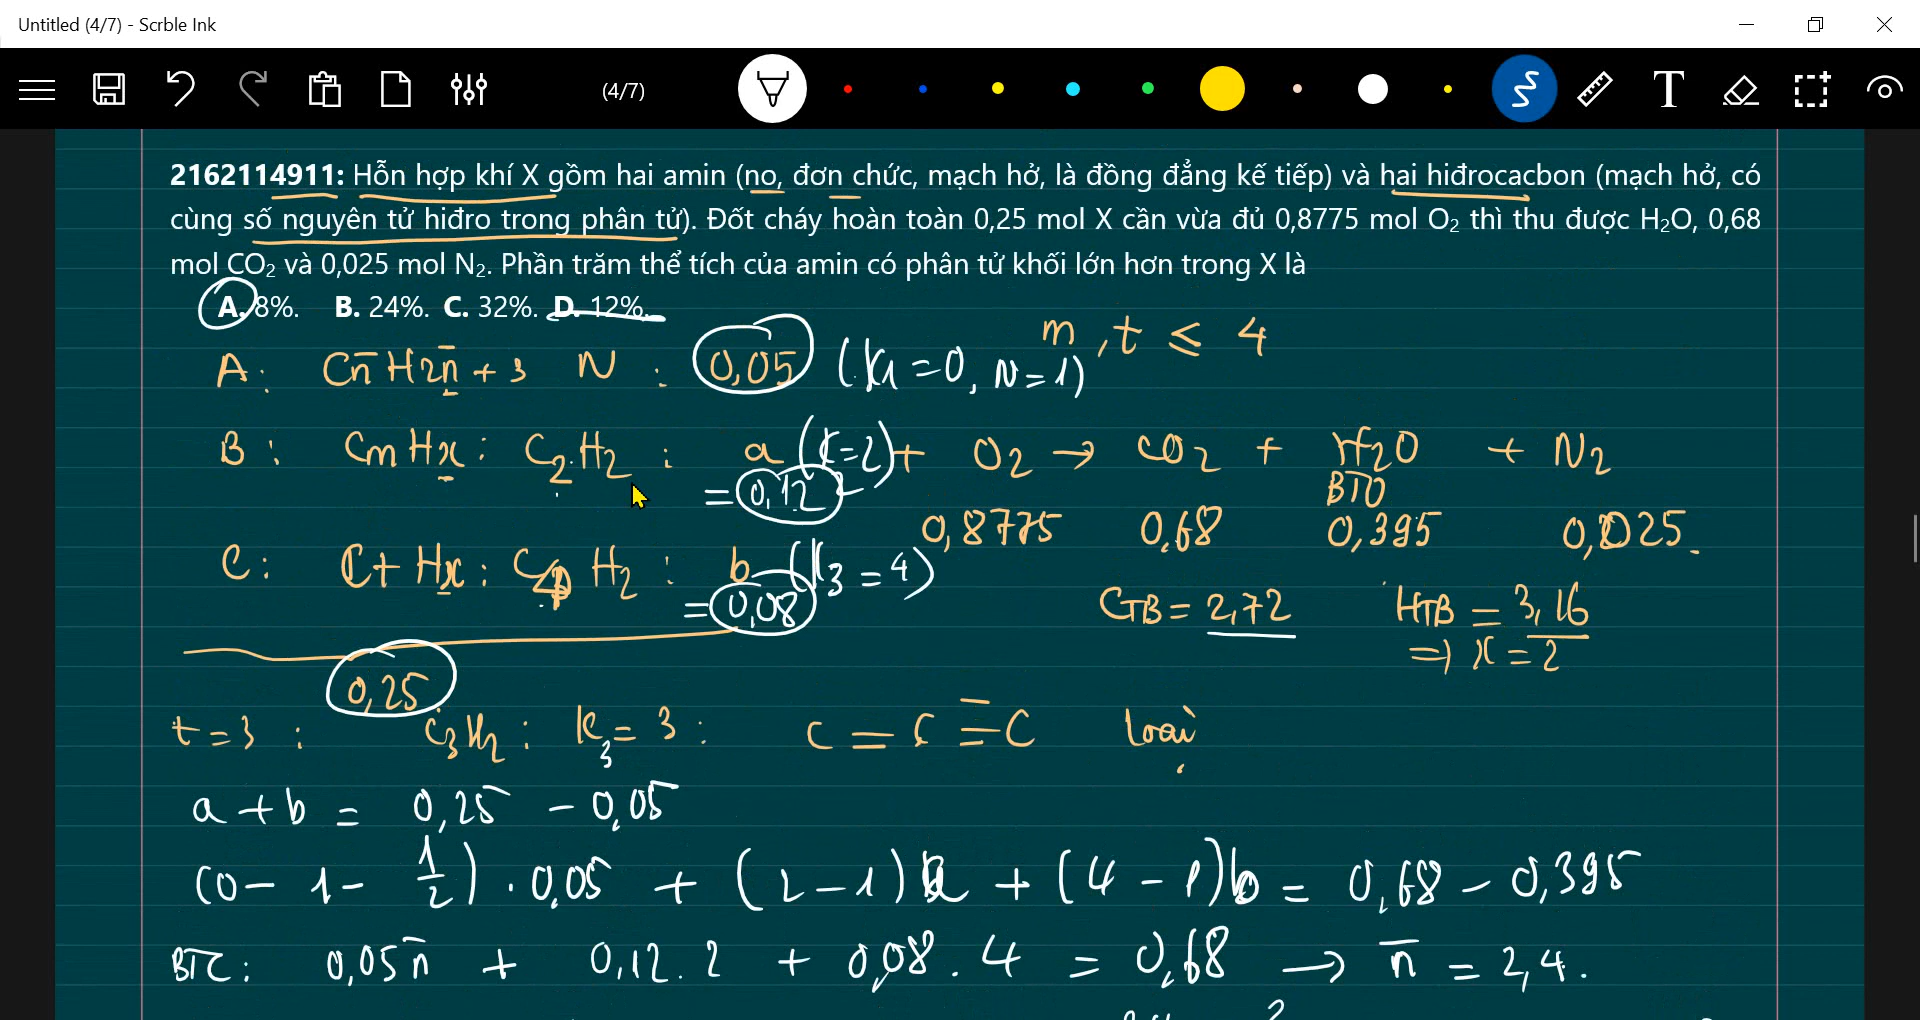 Untitled (4/7) - Scrble Ink
(4/7)
T
2162114911: Hỗn hợp khí X gồm hai amin (no, đơn chức, mạch hở, là đồng đẳng kế tiếp) và hai hiđrocacbon (mạch hở, có
cùng số nguyên tử hiđro trong phân tử). Đốt cháy hoàn toàn 0,25 mol X cần vừa đủ 0,8775 mol O₂ thì thu được H₂O, 0,68
mol CO₂ và 0,025 mol N₂. Phần trăm thể tích của amin có phân tử khối lớn hơn trong X là
A. 8%. B. 24%. C. 32%. D. 12%.
m, t ≤ 4
A: Cn̄ H2n̄+3 N : 0,05 (k1=0, N=1)
B: CmHx: C2H2 : a (k=2) + O2 → CO2 + H2O + N2
= 0,12 BTO
0,8775 0,68 0,395 0,025
C: Ct Hx: C4 H2 : b (k3=4)
= 0,08 CTB = 2,72 HTB = 3,16
⇒ x = 2
0,25
t=3 : C3H2 : k3 = 3 : C = C ≡ C loại
a + b = 0,25 - 0,05
(0 - 1 - 1/2) . 0,05 + (2 - 1)a + (4 - 1)b = 0,68 - 0,395
BTC: 0,05n̄ + 0,12.2 + 0,08.4 = 0,68 → n̄ = 2,4.